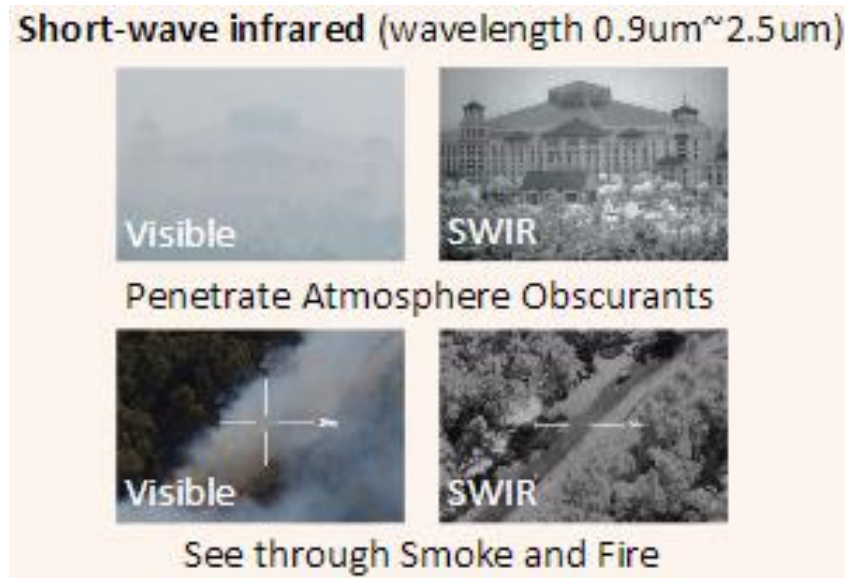 Short-wave infrared (wavelength 0.9um~2.5um)
Visible
SWIR
Penetrate Atmosphere Obscurants
Visible
SWIR
See through Smoke and Fire